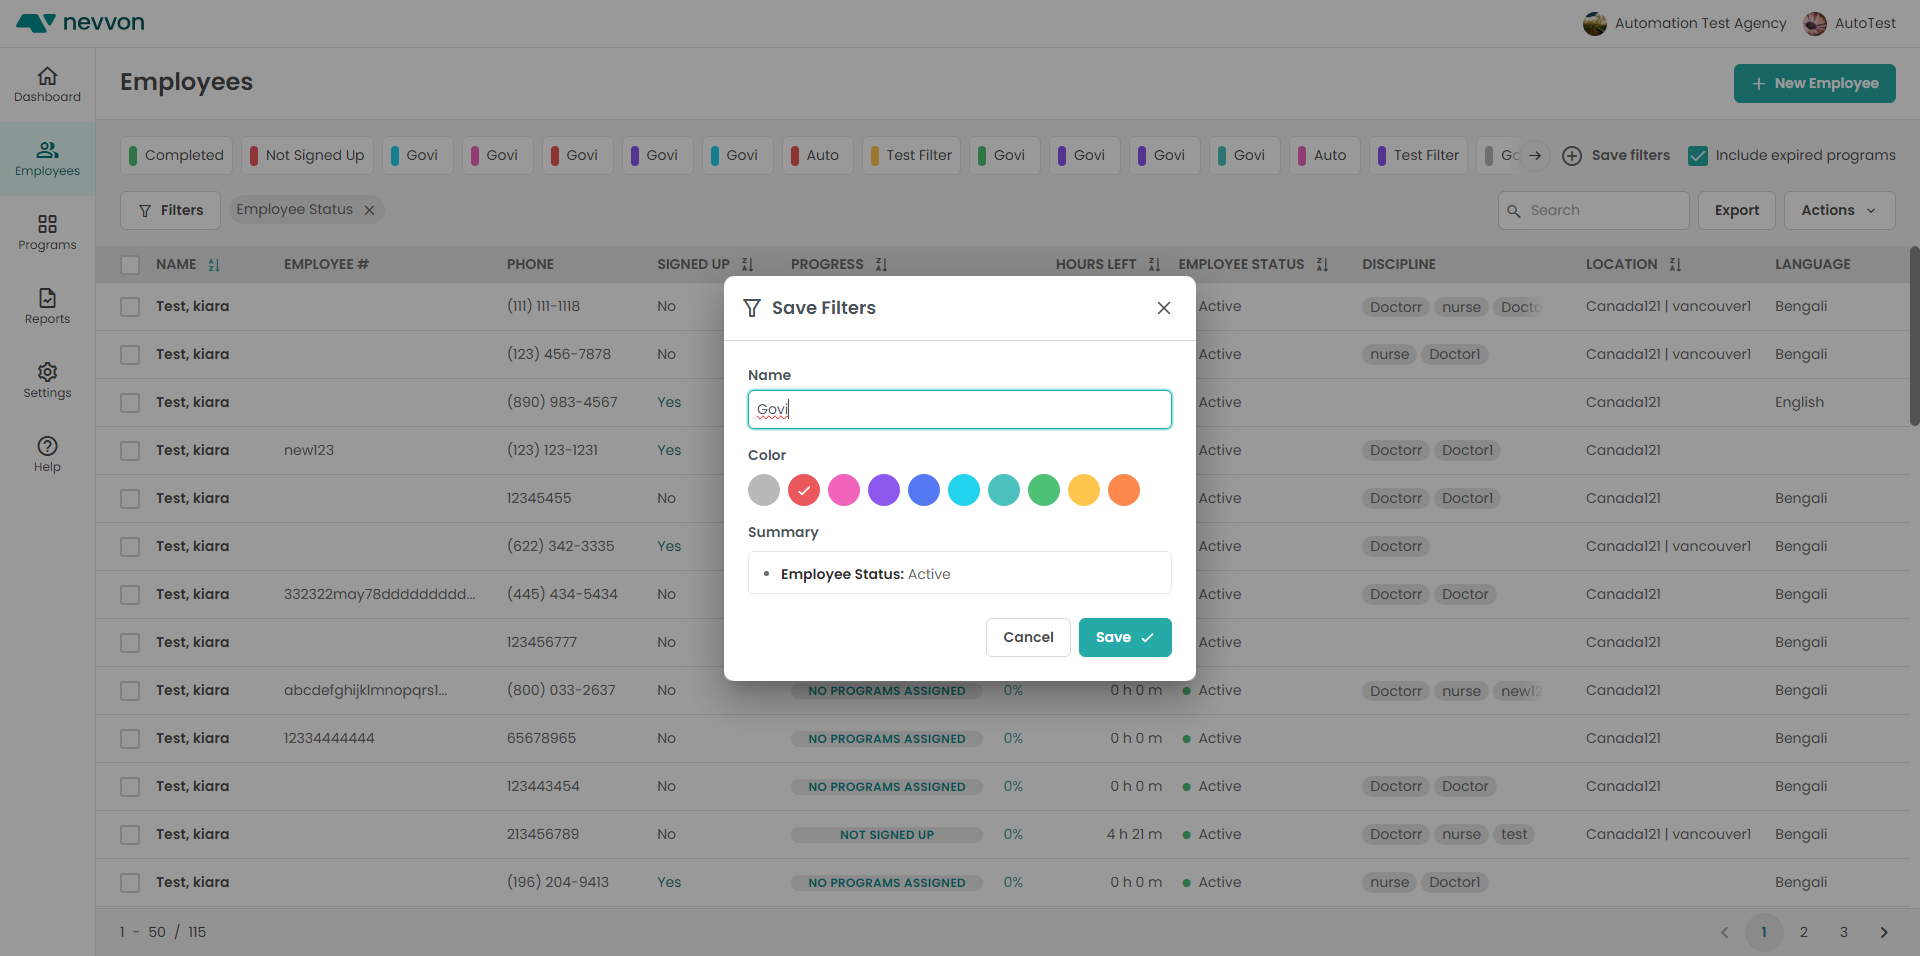 nevvon
Automation Test Agency AutoTest
Dashboard
Employees
Programs
Reports
Settings
Help
Employees
+ New Employee
Completed Not Signed Up Govi Govi Govi Govi Govi Auto Test Filter Govi Govi Govi Govi Auto Test Filter Save filters Include expired programs
Filters Employee Status Search Export Actions
NAME EMPLOYEE # PHONE SIGNED UP PROGRESS HOURS LEFT EMPLOYEE STATUS DISCIPLINE LOCATION LANGUAGE
Test, kiara (111) 111-1118 No Active Doctorr nurse Canada121 | vancouver1 Bengali
Test, kiara (123) 456-7878 No Active nurse Doctor1 Canada121 | vancouver1 Bengali
Test, kiara (890) 983-4567 Yes Active Canada121 English
Test, kiara new123 (123) 123-1231 Yes Active Doctorr Doctor1 Canada121
Test, kiara 12345455 No Active Doctorr Doctor1 Canada121 Bengali
Test, kiara (622) 342-3335 Yes Active Doctorr Canada121 | vancouver1 Bengali
Test, kiara 332322may78ddddddddd... (445) 434-5434 No Active Doctorr Doctor Canada121 Bengali
Test, kiara 123456777 No Active Canada121 Bengali
Test, kiara abcdefghijklmnopqrs1... (800) 033-2637 No NO PROGRAMS ASSIGNED 0% 0 h 0 m Active Doctorr nurse Canada121 Bengali
Test, kiara 12334444444 65678965 No NO PROGRAMS ASSIGNED 0% 0 h 0 m Active Canada121 Bengali
Test, kiara 123443454 No NO PROGRAMS ASSIGNED 0% 0 h 0 m Active Doctorr Doctor Canada121 Bengali
Test, kiara 213456789 No NOT SIGNED UP 0% 4 h 21 m Active Doctorr nurse test Canada121 | vancouver1 Bengali
Test, kiara (196) 204-9413 Yes NO PROGRAMS ASSIGNED 0% 0 h 0 m Active nurse Doctor1 Bengali
1 - 50 / 115
1 2 3
Save Filters
Name
Govi
Color
Summary
Employee Status: Active
Cancel Save